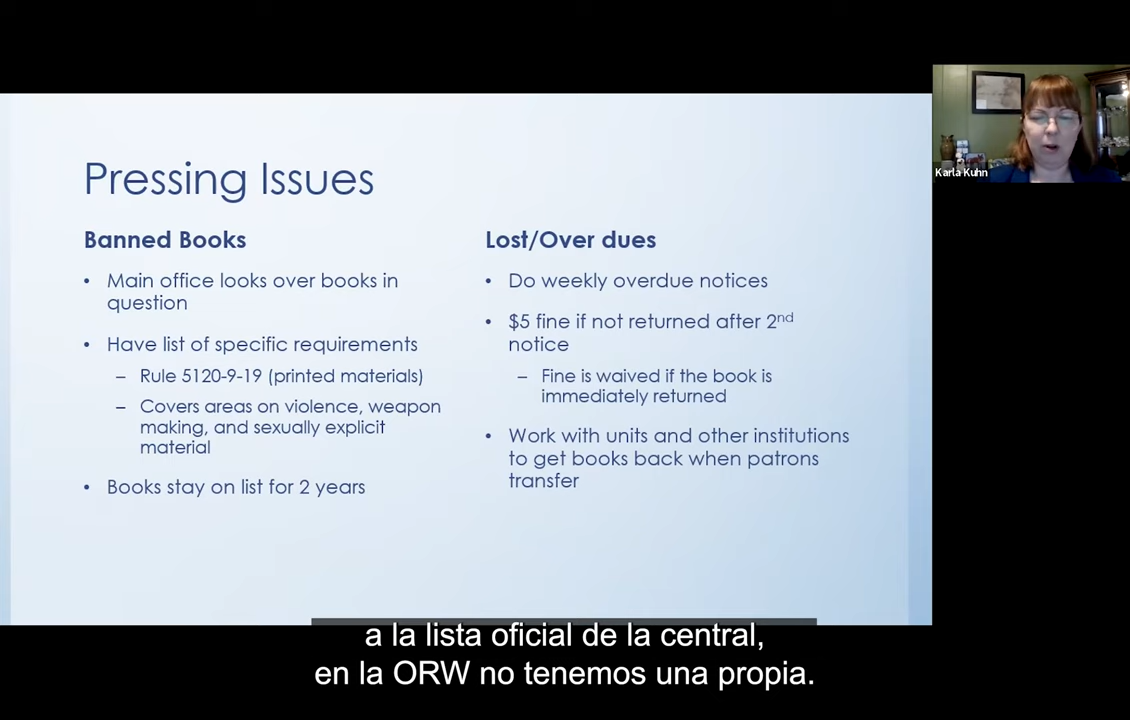 Pressing Issues
Banned Books
• Main office looks over books in
question
• Have list of specific requirements
– Rule 5120-9-19 (printed materials)
– Covers areas on violence, weapon
making, and sexually explicit
material
• Books stay on list for 2 years
Lost/Over dues
• Do weekly overdue notices
• $5 fine if not returned after 2nd
notice
– Fine is waived if the book is
immediately returned
• Work with units and other institutions
to get books back when patrons
transfer
Karla Kuhn
a la lista oficial de la central,
en la ORW no tenemos una propia.